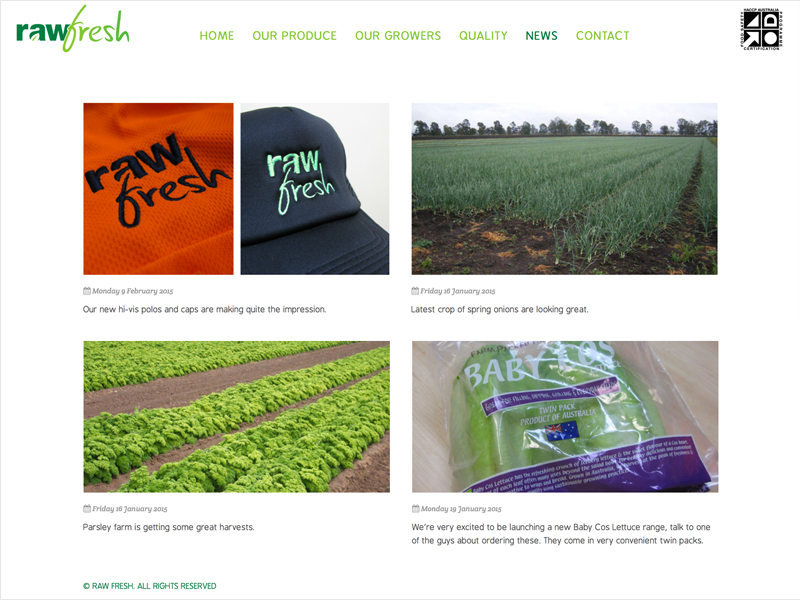 rawfresh
HOME OUR PRODUCE OUR GROWERS QUALITY NEWS CONTACT
HACCP AUSTRALIA
FOOD SAFETY
CERTIFICATION
raw
fresh
raw
fresh
Monday 9 February 2015
Our new hi-vis polos and caps are making quite the impression.
Friday 16 January 2015
Latest crop of spring onions are looking great.
BABY COS
TWIN PACK
PRODUCT OF AUSTRALIA
Friday 16 January 2015
Parsley farm is getting some great harvests.
Monday 19 January 2015
We're very excited to be launching a new Baby Cos Lettuce range, talk to one
of the guys about ordering these. They come in very convenient twin packs.
© RAW FRESH. ALL RIGHTS RESERVED